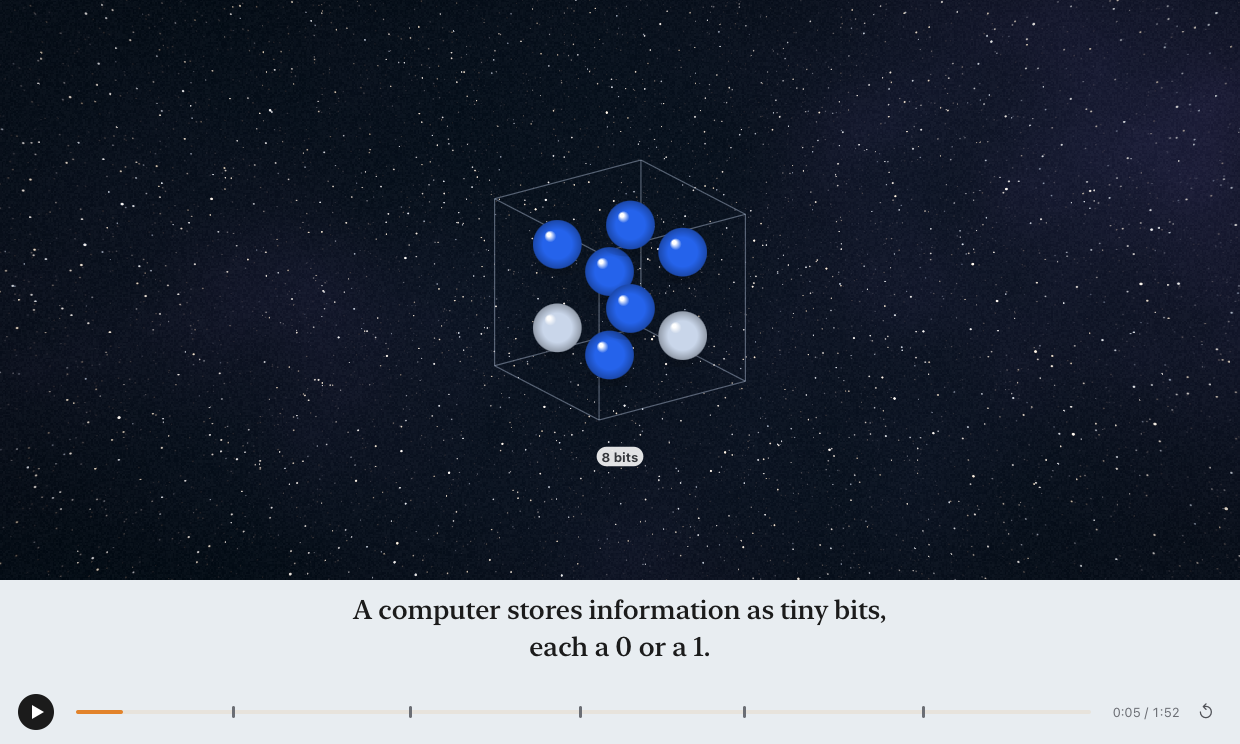 8 bits
A computer stores information as tiny bits,
each a 0 or a 1.
0:05 / 1:52